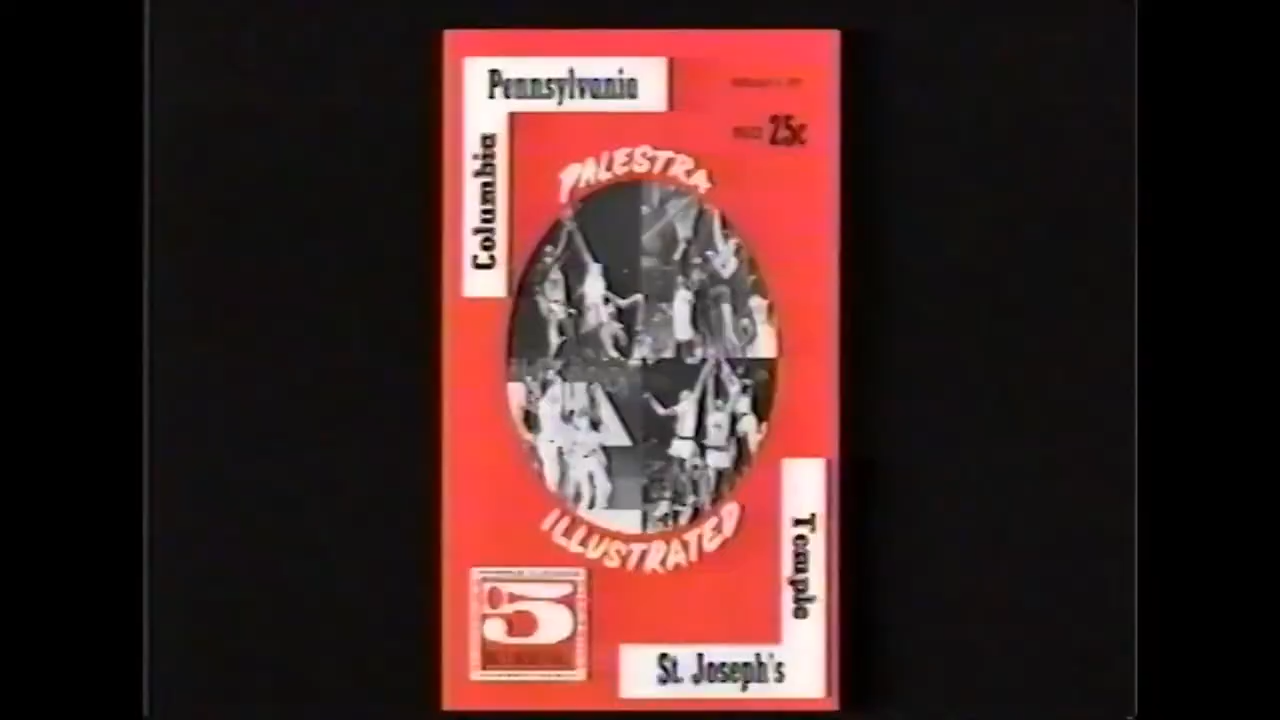 Pennsylvania
25c
Columbia
PALESTRA
ILLUSTRATED
Temple
5
St. Joseph's